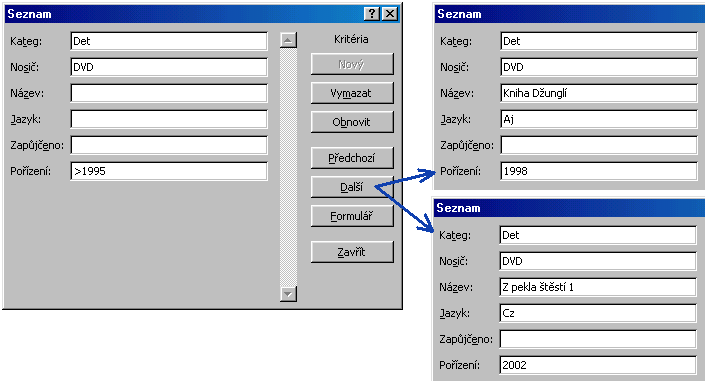 Seznam
Kateg: Det
Nosič: DVD
Název:
Jazyk:
Zapůjčeno:
Pořízení: >1995
Kritéria
Nový
Vymazat
Obnovit
Předchozí
Další
Formulář
Zavřít
Seznam
Kateg: Det
Nosič: DVD
Název: Kniha Džunglí
Jazyk: Aj
Zapůjčeno:
Pořízení: 1998
Seznam
Kateg: Det
Nosič: DVD
Název: Z pekla štěstí 1
Jazyk: Cz
Zapůjčeno:
Pořízení: 2002